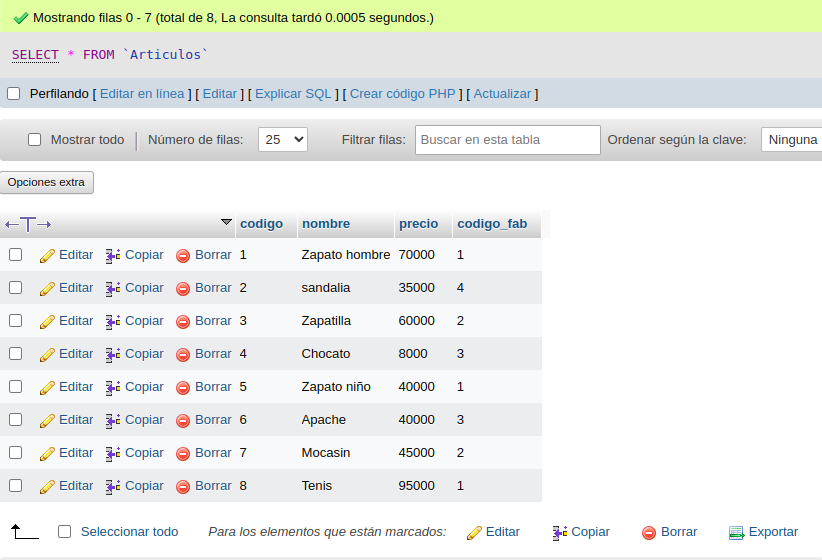 Mostrando filas 0 - 7 (total de 8, La consulta tardó 0.0005 segundos.)
SELECT * FROM `Articulos`
Perfilando [ Editar en línea ] [ Editar ] [ Explicar SQL ] [ Crear código PHP ] [ Actualizar ]
Mostrar todo Número de filas: 25 Filtrar filas: Buscar en esta tabla Ordenar según la clave: Ninguna
Opciones extra
←T→ codigo nombre precio codigo_fab
Editar Copiar Borrar 1 Zapato hombre 70000 1
Editar Copiar Borrar 2 sandalia 35000 4
Editar Copiar Borrar 3 Zapatilla 60000 2
Editar Copiar Borrar 4 Chocato 8000 3
Editar Copiar Borrar 5 Zapato niño 40000 1
Editar Copiar Borrar 6 Apache 40000 3
Editar Copiar Borrar 7 Mocasin 45000 2
Editar Copiar Borrar 8 Tenis 95000 1
Seleccionar todo Para los elementos que están marcados: Editar Copiar Borrar Exportar